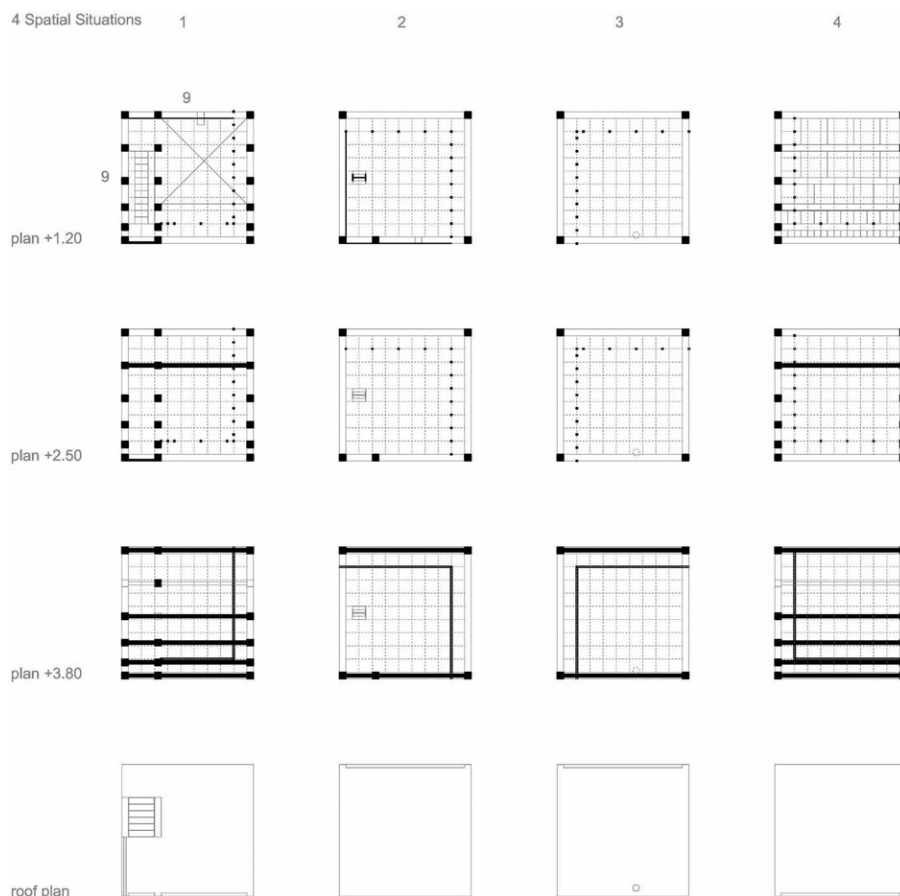 4 Spatial Situations 1 2 3 4
9
9
plan +1.20
plan +2.50
plan +3.80
roof plan